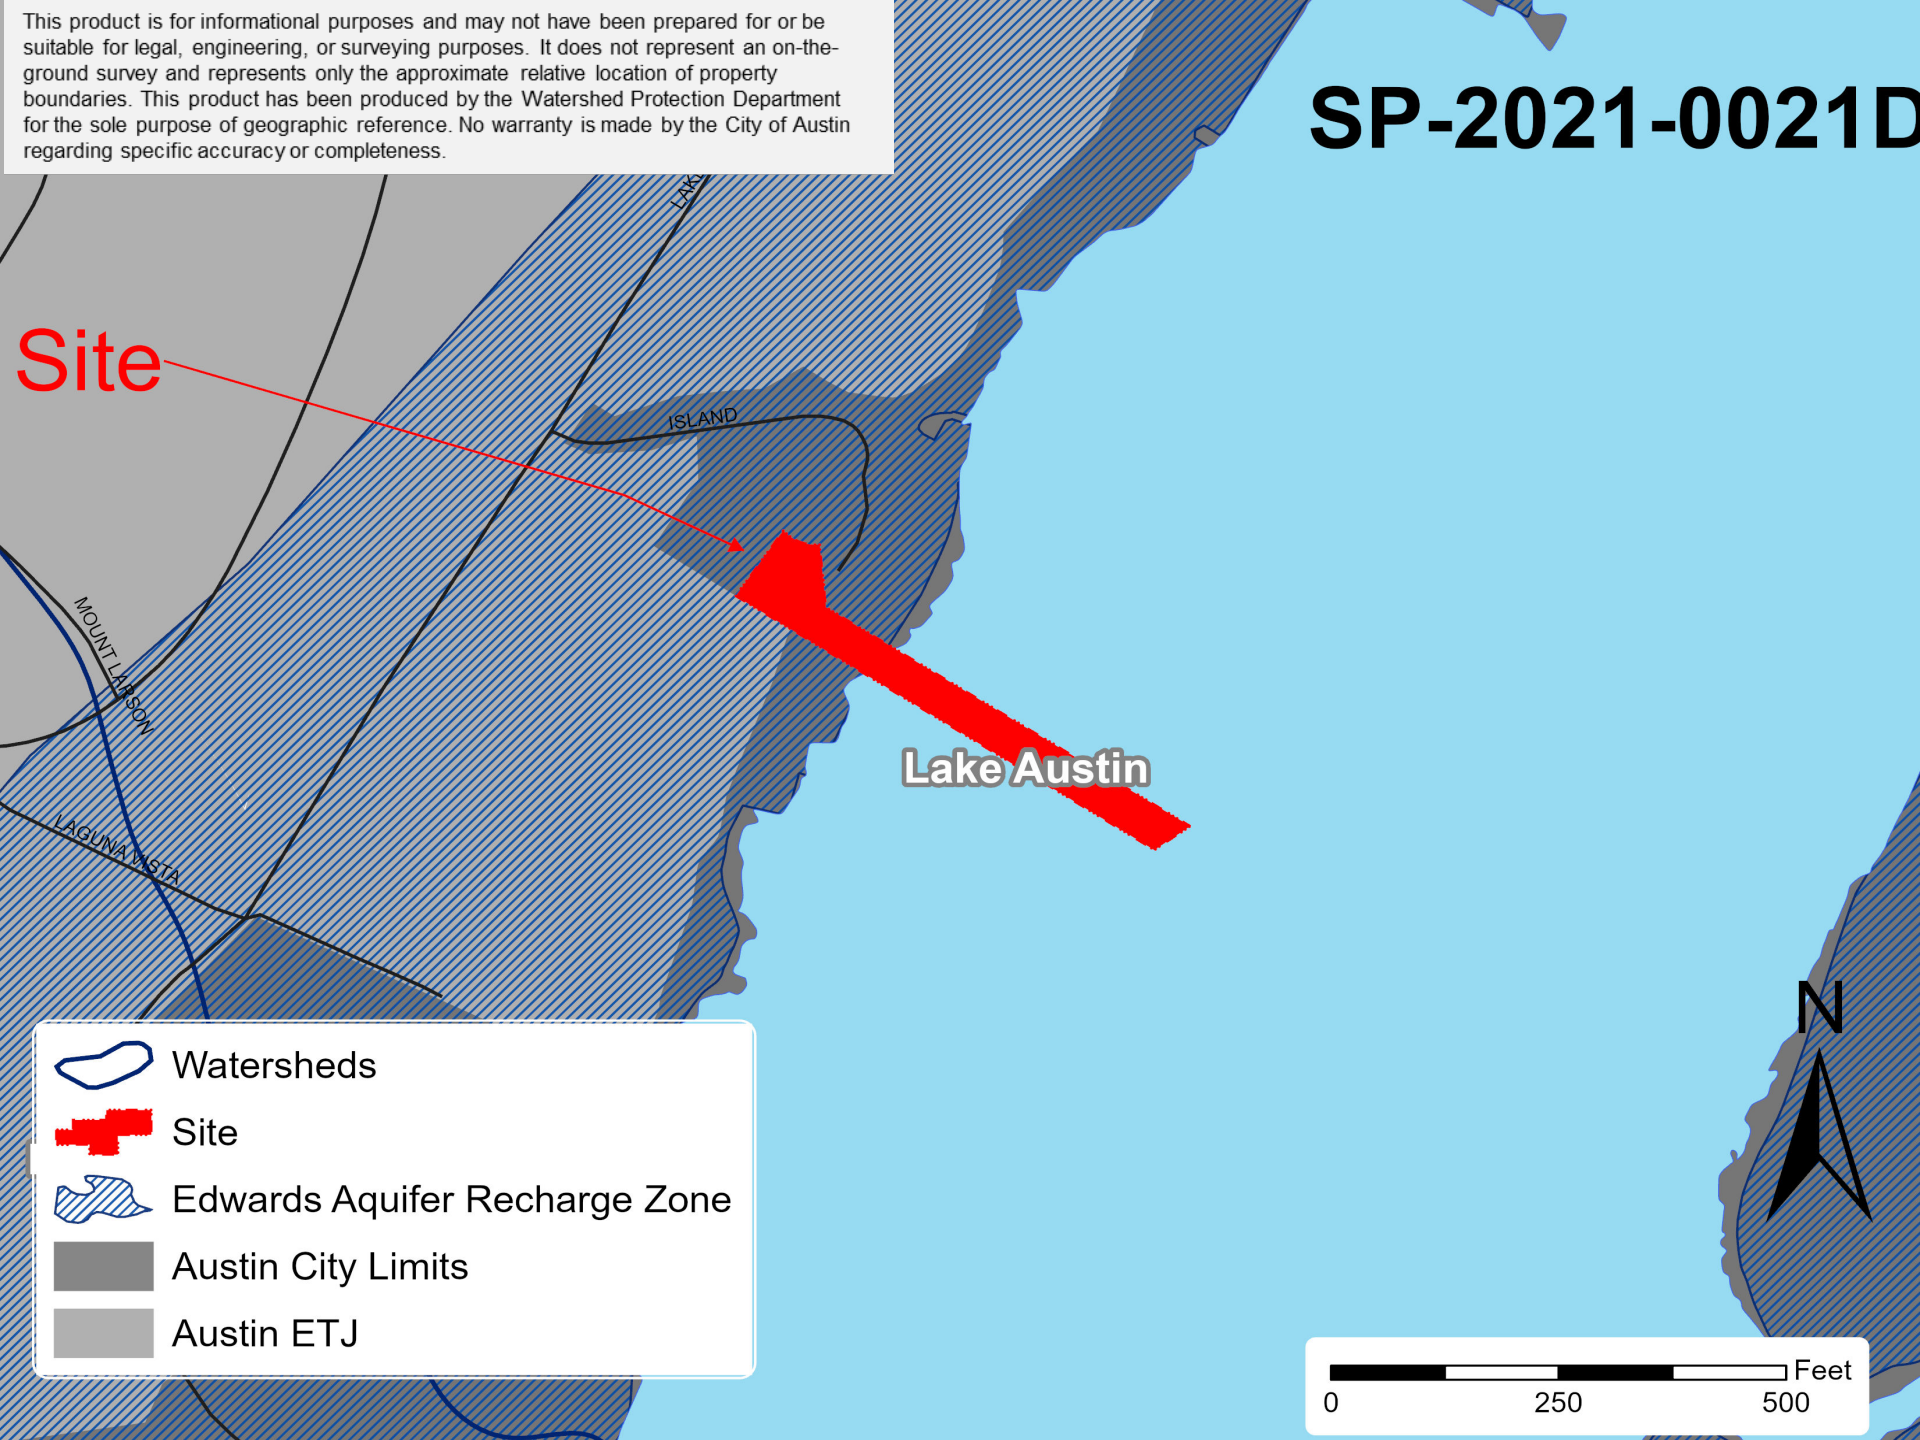 This product is for informational purposes and may not have been prepared for or be
suitable for legal, engineering, or surveying purposes. It does not represent an on-the-
ground survey and represents only the approximate relative location of property
boundaries. This product has been produced by the Watershed Protection Department
for the sole purpose of geographic reference. No warranty is made by the City of Austin
regarding specific accuracy or completeness.
SP-2021-0021D
LAKE
Site
ISLAND
MOUNT LARSON
Lake Austin
LAGUNA VISTA
N
Watersheds
Site
Edwards Aquifer Recharge Zone
Austin City Limits
Austin ETJ
Feet
0 250 500